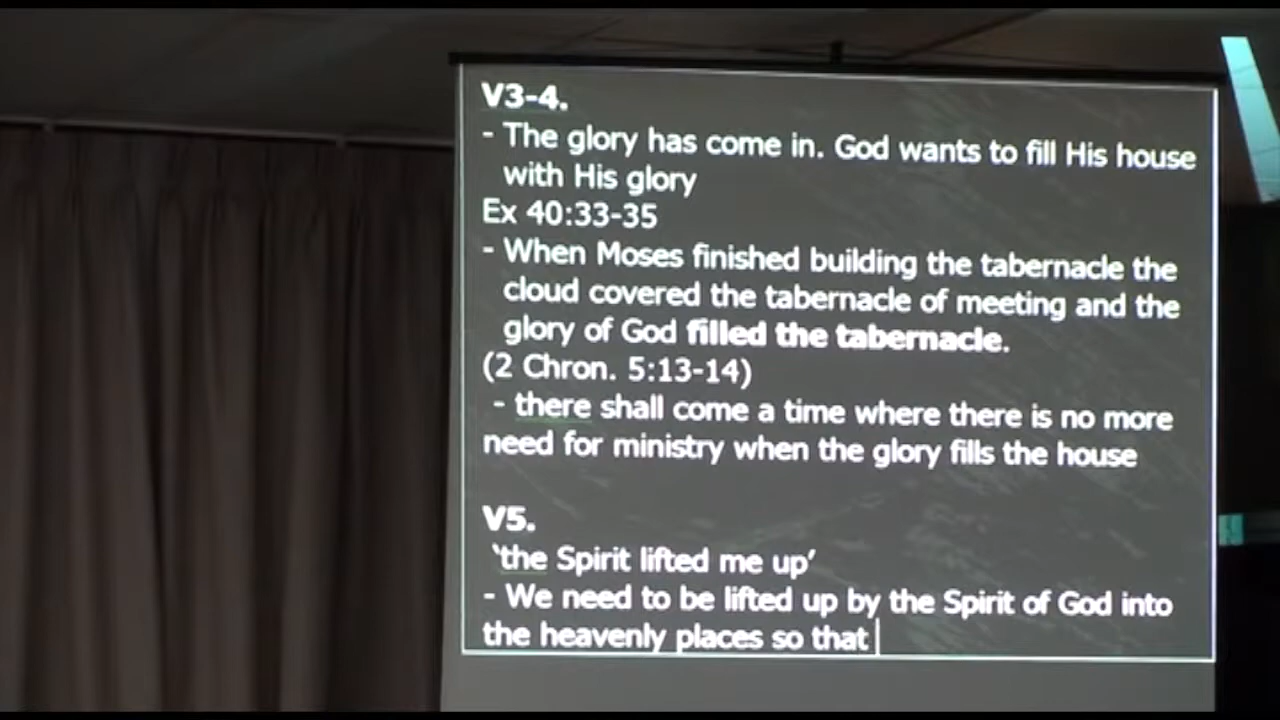 V3-4.
- The glory has come in. God wants to fill His house
with His glory
Ex 40:33-35
- When Moses finished building the tabernacle the
cloud covered the tabernacle of meeting and the
glory of God filled the tabernacle.
(2 Chron. 5:13-14)
- there shall come a time where there is no more
need for ministry when the glory fills the house
V5.
‘the Spirit lifted me up’
- We need to be lifted up by the Spirit of God into
the heavenly places so that